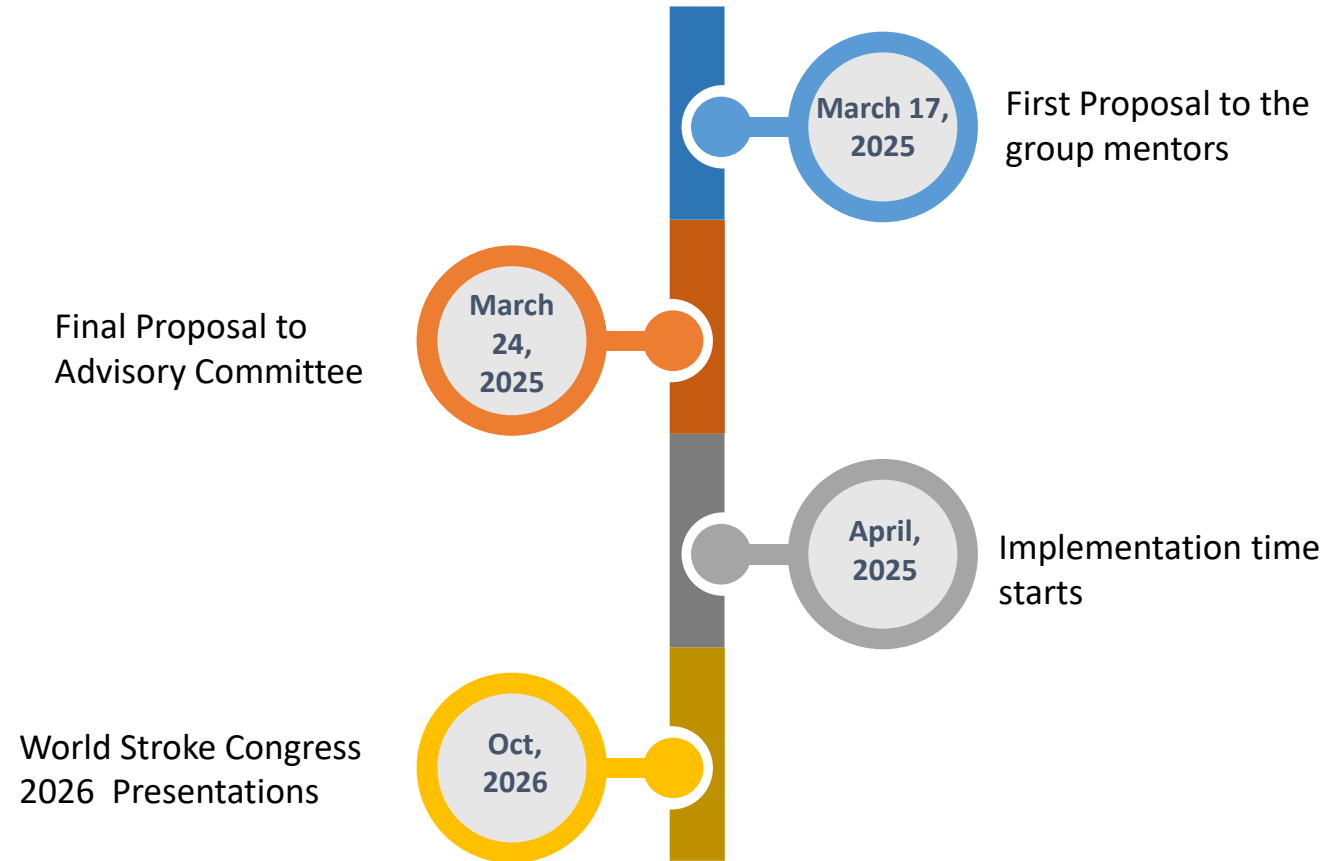 March 17,
2025
First Proposal to the
group mentors
Final Proposal to
Advisory Committee
March
24,
2025
April,
2025
Implementation time
starts
World Stroke Congress
2026  Presentations
Oct,
2026